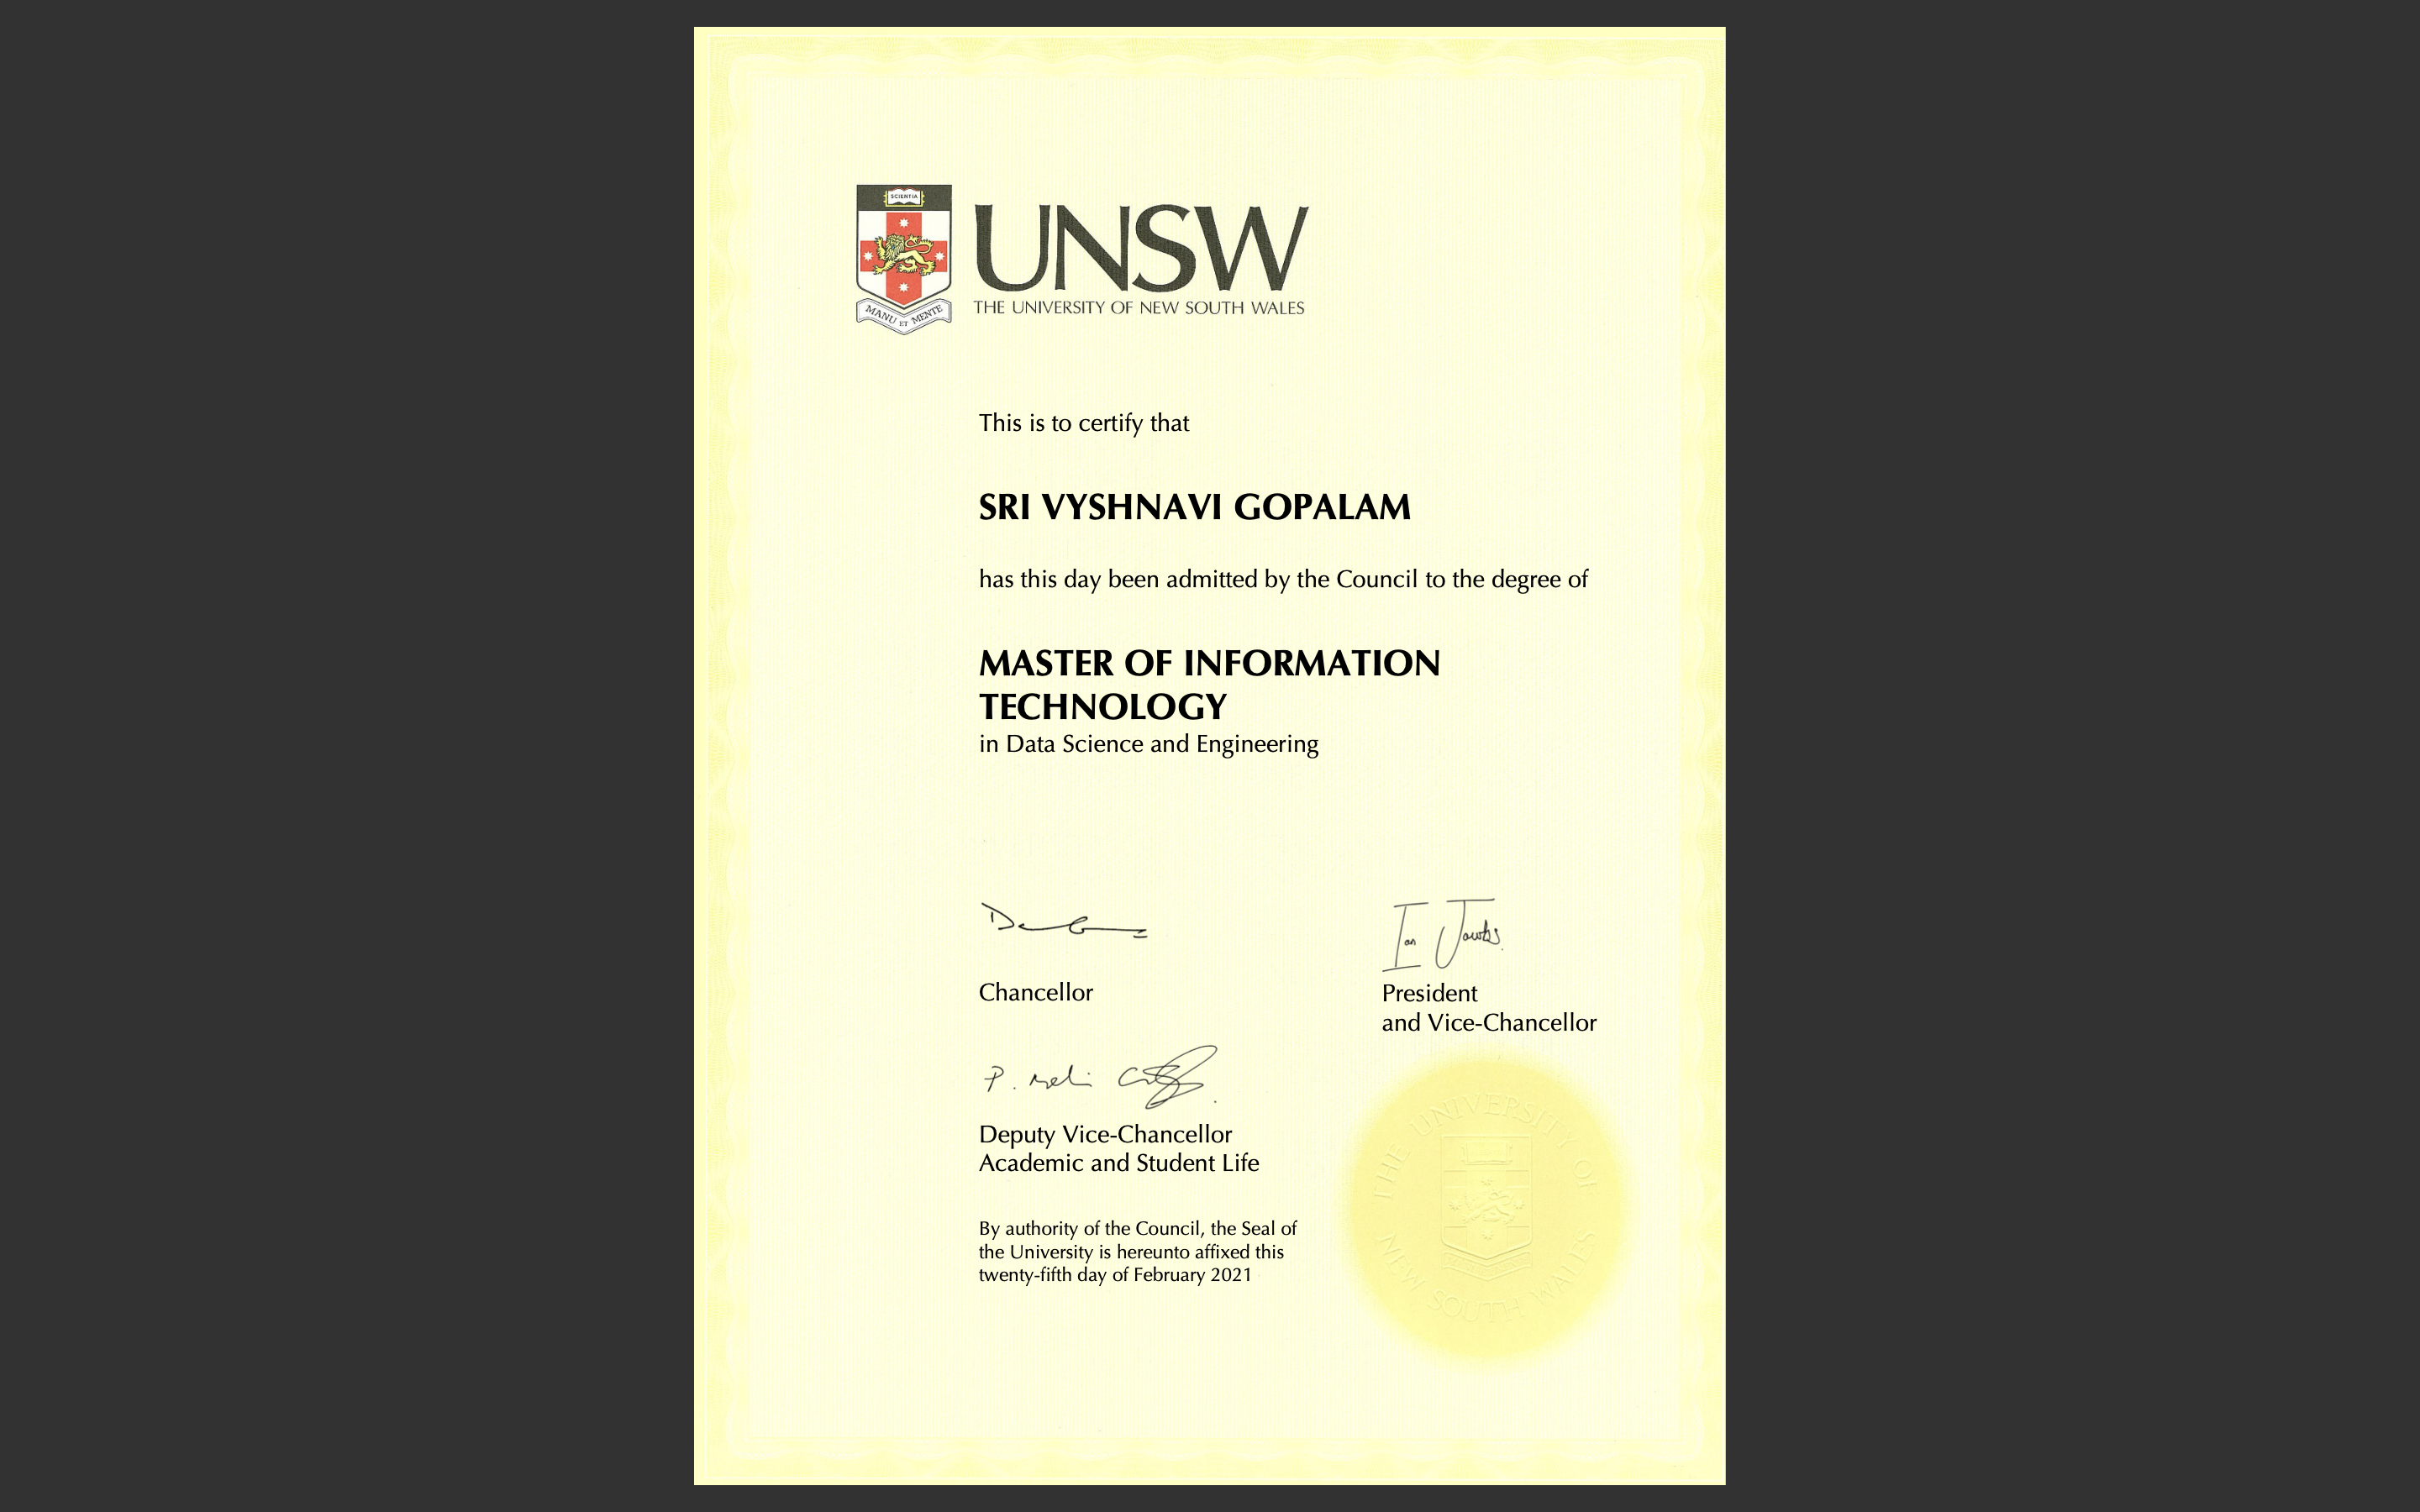 SCIENTIA
MANU ET MENTE
UNSW
THE UNIVERSITY OF NEW SOUTH WALES
This is to certify that
SRI VYSHNAVI GOPALAM
has this day been admitted by the Council to the degree of
MASTER OF INFORMATION
TECHNOLOGY
in Data Science and Engineering
Ian Jacobs
Chancellor
President
and Vice-Chancellor
Deputy Vice-Chancellor
Academic and Student Life
By authority of the Council, the Seal of
the University is hereunto affixed this
twenty-fifth day of February 2021
THE UNIVERSITY OF
NEW SOUTH WALES